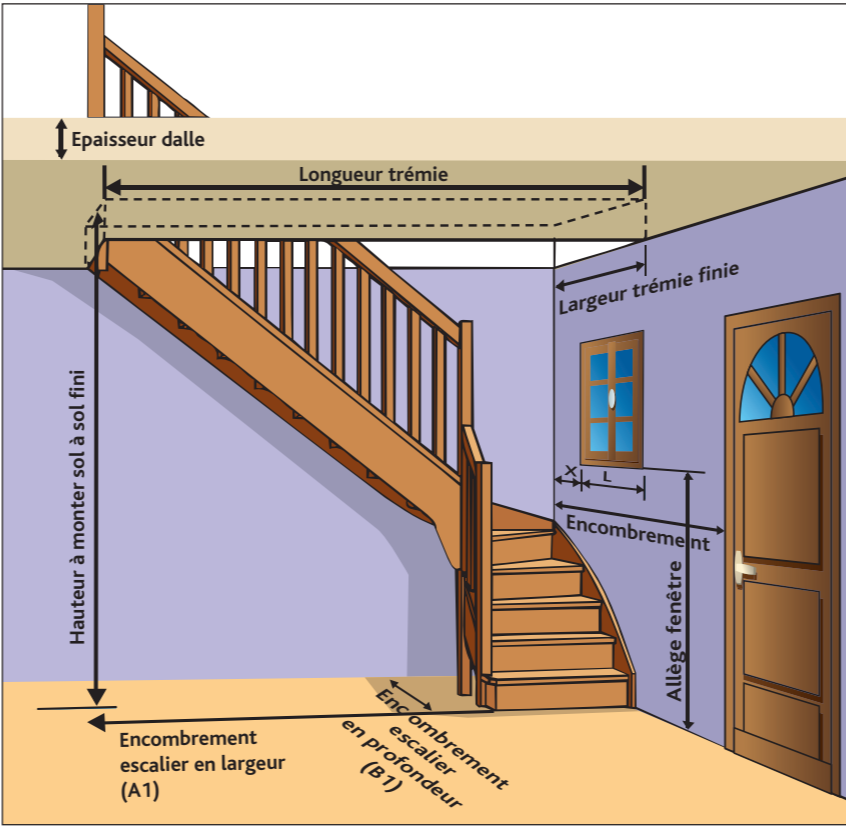 Epaisseur dalle
Longueur trémie
Largeur trémie finie
Hauteur à monter sol à sol fini
X
L
Encombrement
Allège fenêtre
Encombrement
escalier en largeur
(A1)
Encombrement
escalier
en profondeur
(B1)